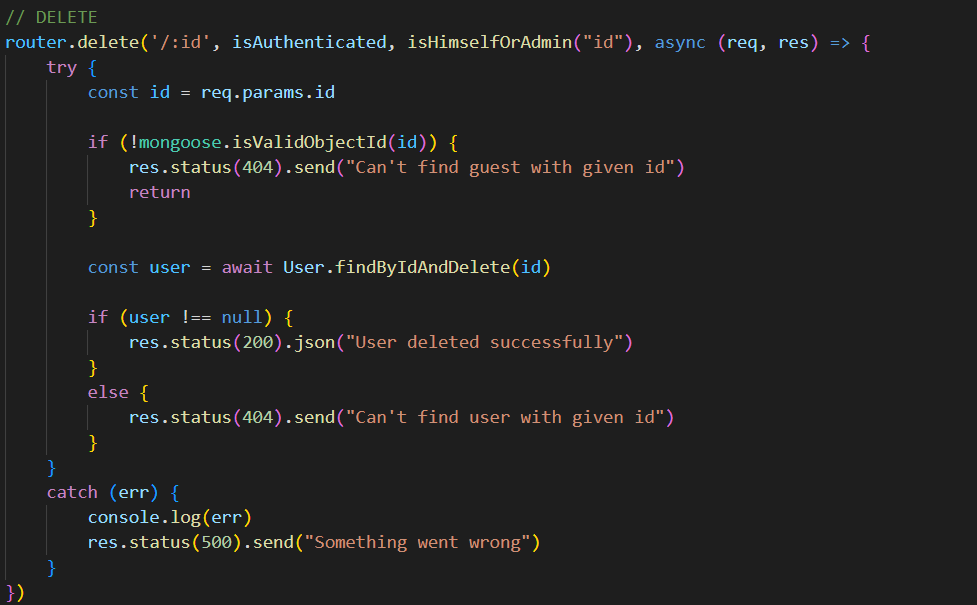 // DELETE
router.delete('/:id', isAuthenticated, isHimselfOrAdmin("id"), async (req, res) => {
    try {
        const id = req.params.id

        if (!mongoose.isValidObjectId(id)) {
            res.status(404).send("Can't find guest with given id")
            return
        }

        const user = await User.findByIdAndDelete(id)

        if (user !== null) {
            res.status(200).json("User deleted successfully")
        }
        else {
            res.status(404).send("Can't find user with given id")
        }
    }
    catch (err) {
        console.log(err)
        res.status(500).send("Something went wrong")
    }
})